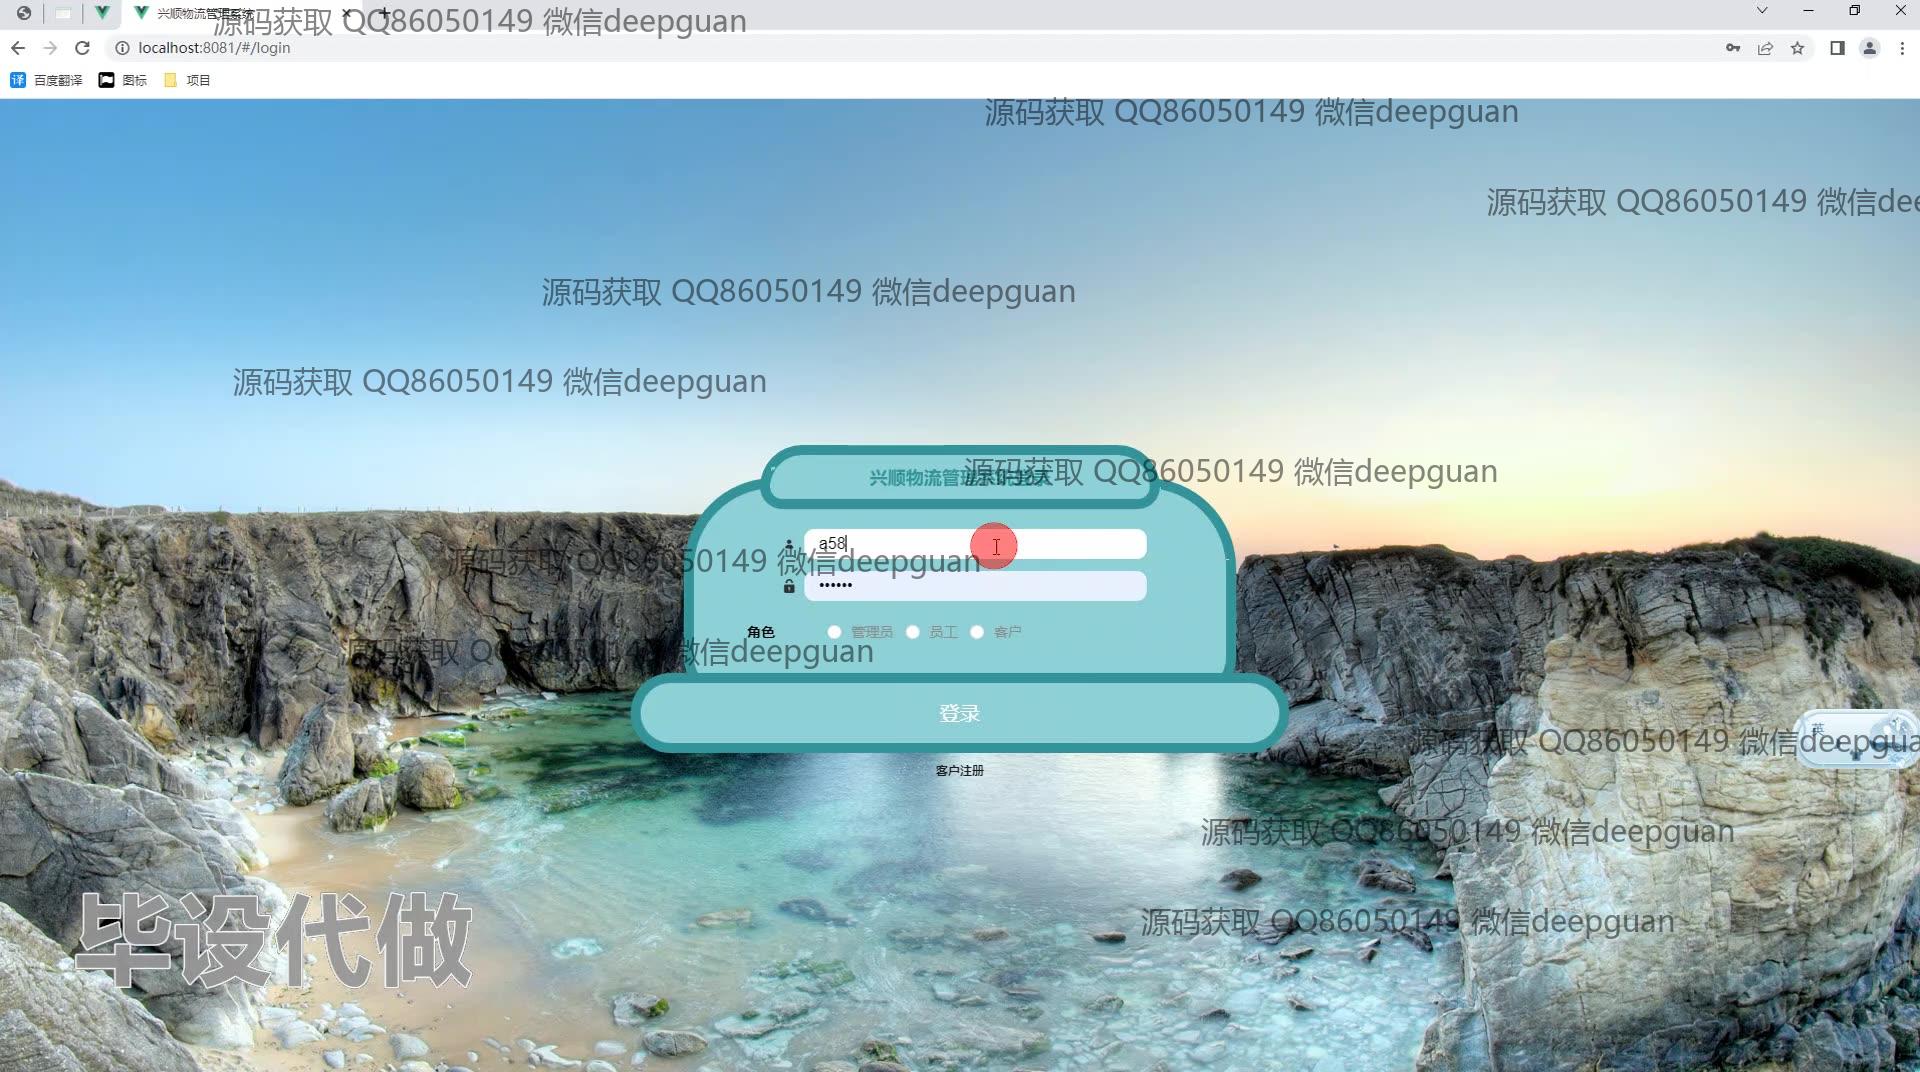 兴顺物流管理系统
源码获取 QQ86050149 微信deepguan
localhost:8081/#/login
百度翻译 图标 项目
源码获取 QQ86050149 微信deepguan
源码获取 QQ86050149 微信dee
源码获取 QQ86050149 微信deepguan
源码获取 QQ86050149 微信deepguan
兴顺物流管理系统登录
源码获取 QQ86050149 微信deepguan
a58
源码获取 QQ86050149 微信deepguan
••••••
角色 管理员 员工 客户
源码获取 QQ86050149 微信deepguan
登录
英
源码获取 QQ86050149 微信deepgua
客户注册
源码获取 QQ86050149 微信deepguan
源码获取 QQ86050149 微信deepguan
毕设代做